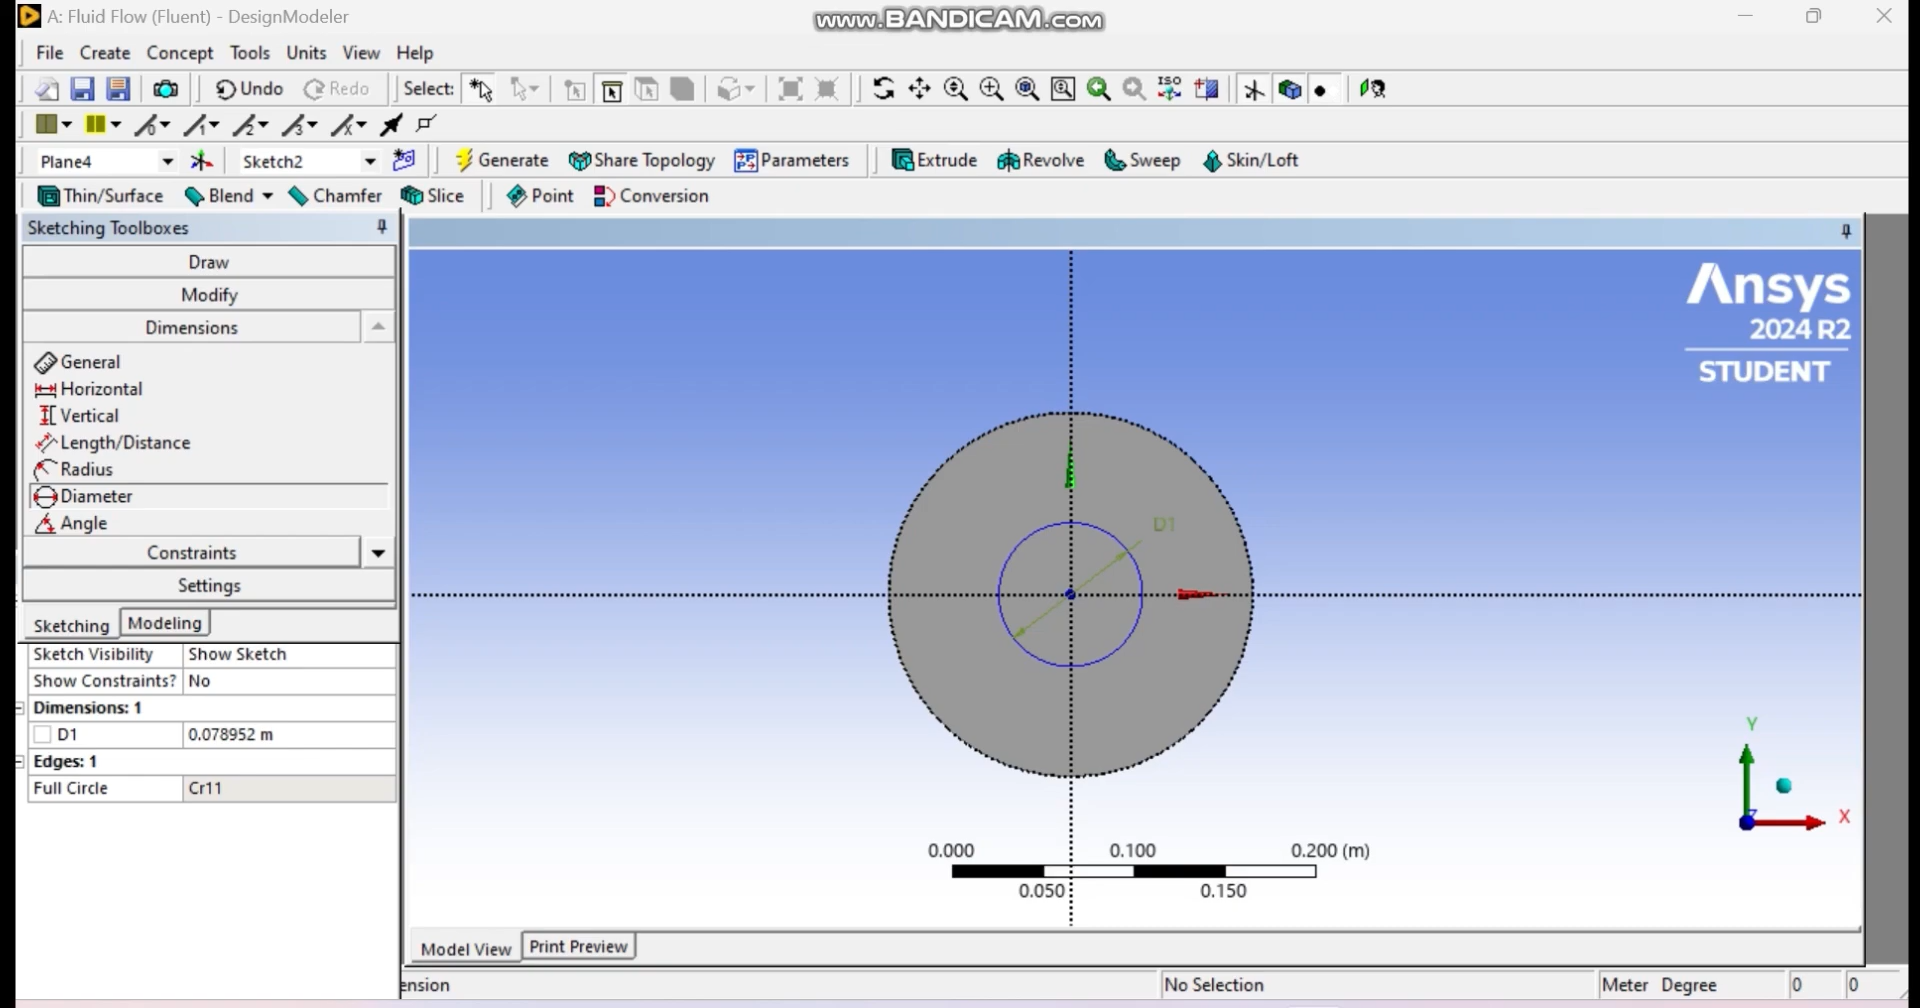 A: Fluid Flow (Fluent) - DesignModeler
www.BANDICAM.com
File Create Concept Tools Units View Help
Undo Redo Select: ISO
Plane4 Sketch2 Generate Share Topology Parameters Extrude Revolve Sweep Skin/Loft
Thin/Surface Blend Chamfer Slice Point Conversion
Sketching Toolboxes
Draw
Modify
Dimensions
General
Horizontal
Vertical
Length/Distance
Radius
Diameter
Angle
Constraints
Settings
Sketching Modeling
Sketch Visibility Show Sketch
Show Constraints? No
Dimensions: 1
D1 0.078952 m
Edges: 1
Full Circle Cr11
Ansys
2024 R2
STUDENT
D1
Y
Z
X
0.000 0.100 0.200 (m)
0.050 0.150
Model View Print Preview
ension No Selection Meter Degree 0 0